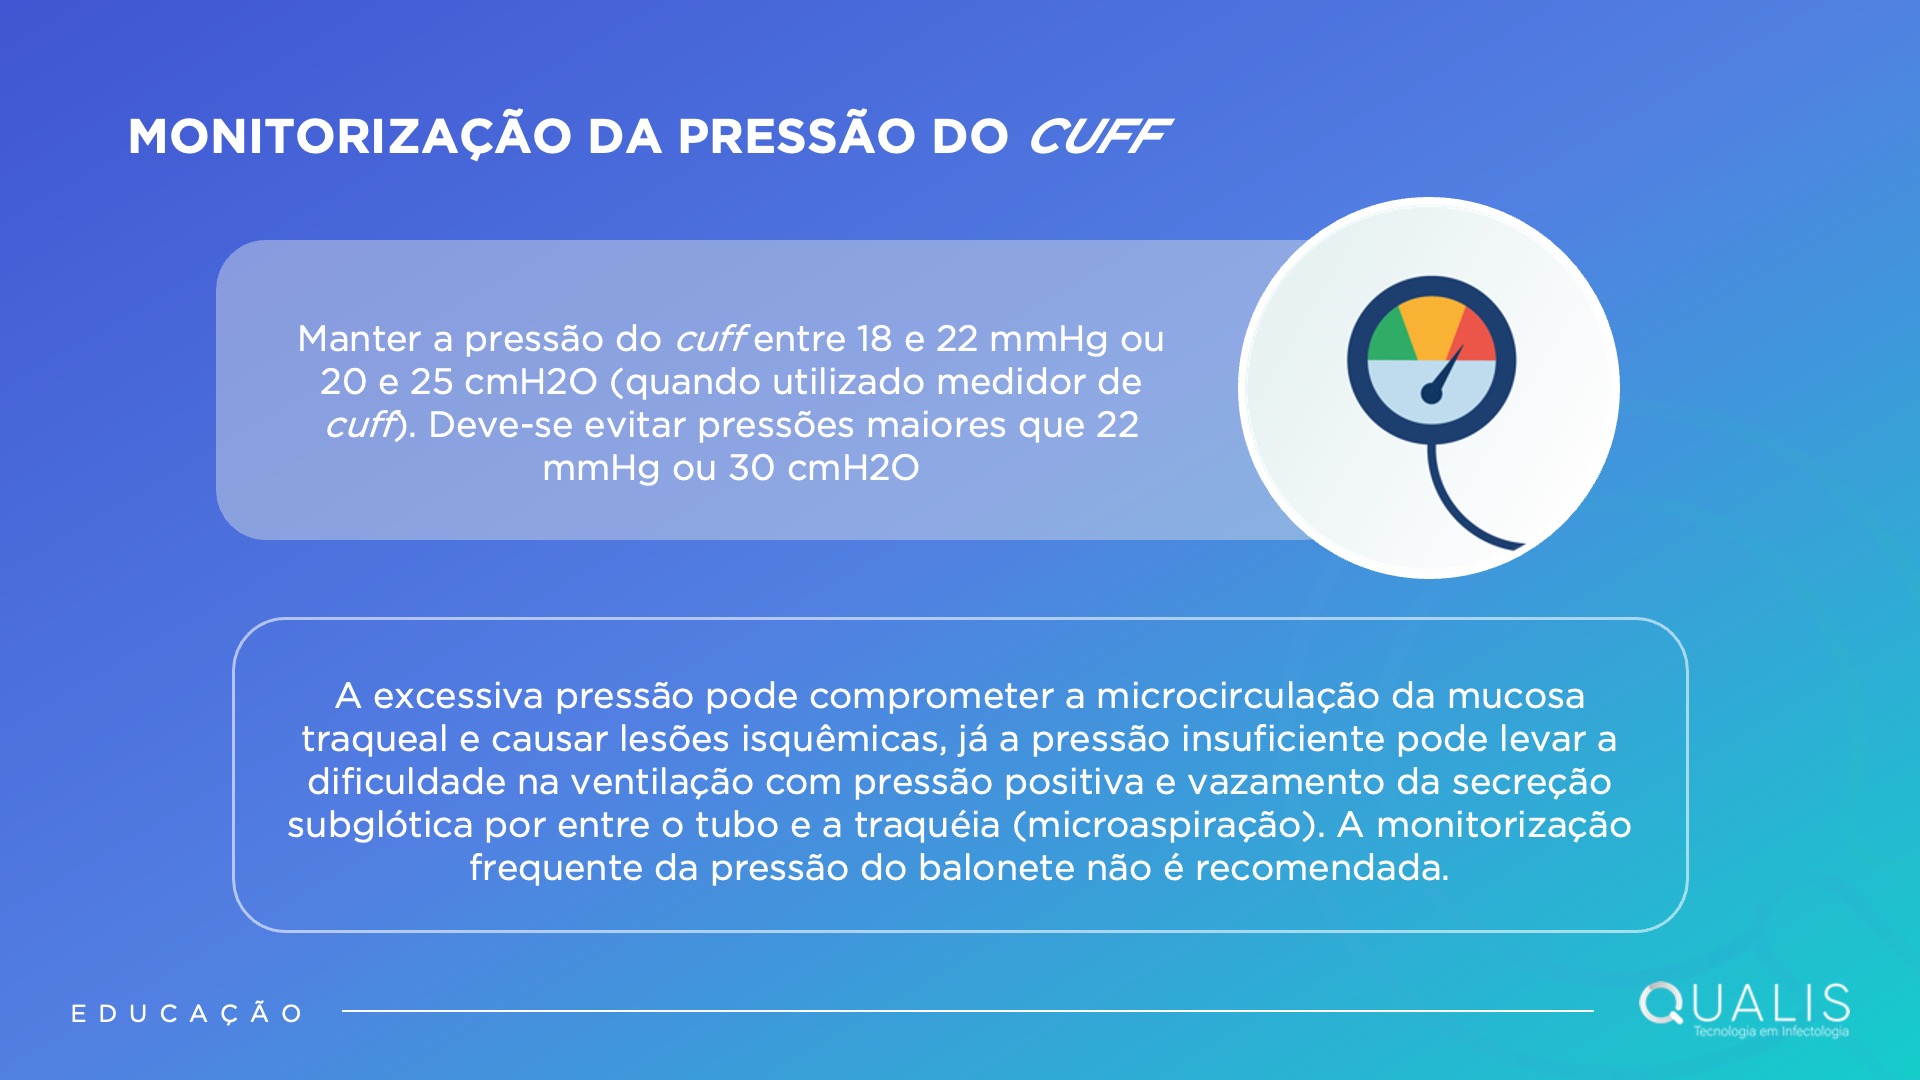 MONITORIZAÇÃO DA PRESSÃO DO CUFF
Manter a pressão do cuff entre 18 e 22 mmHg ou
20 e 25 cmH2O (quando utilizado medidor de
cuff). Deve-se evitar pressões maiores que 22
mmHg ou 30 cmH2O
A excessiva pressão pode comprometer a microcirculação da mucosa
traqueal e causar lesões isquêmicas, já a pressão insuficiente pode levar a
dificuldade na ventilação com pressão positiva e vazamento da secreção
subglótica por entre o tubo e a traquéia (microaspiração). A monitorização
frequente da pressão do balonete não é recomendada.
EDUCAÇÃO
QUALIS
Tecnologia em Infectologia